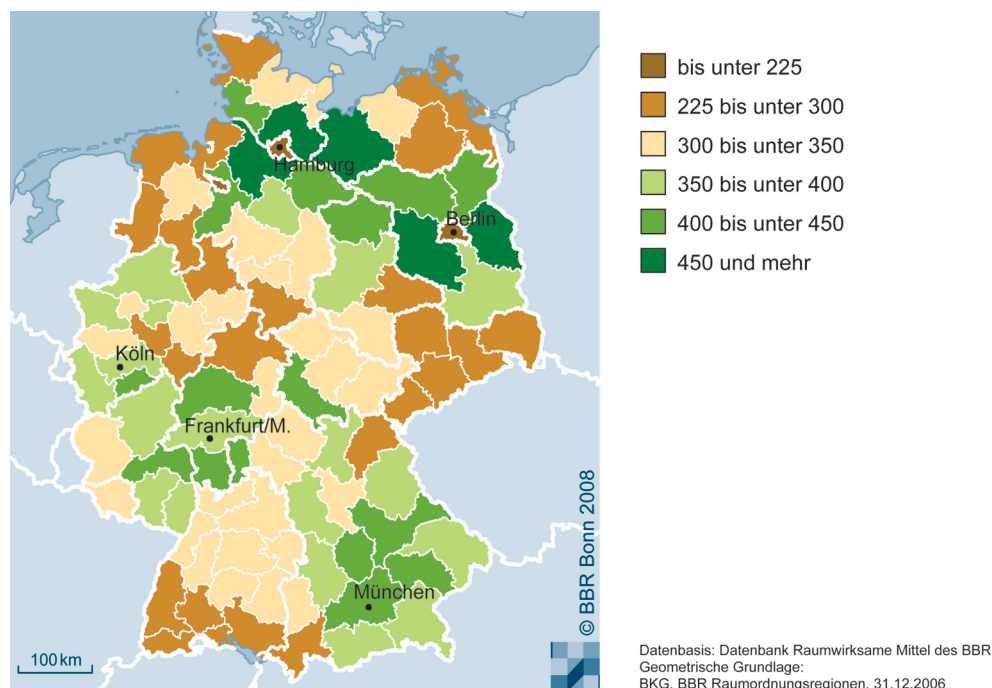 bis unter 225
225 bis unter 300
300 bis unter 350
350 bis unter 400
400 bis unter 450
450 und mehr
Hamburg
Berlin
Köln
Frankfurt/M.
München
100 km
© BBR Bonn 2008
Datenbasis: Datenbank Raumwirksame Mittel des BBR
Geometrische Grundlage:
BKG, BBR Raumordnungsregionen, 31.12.2006